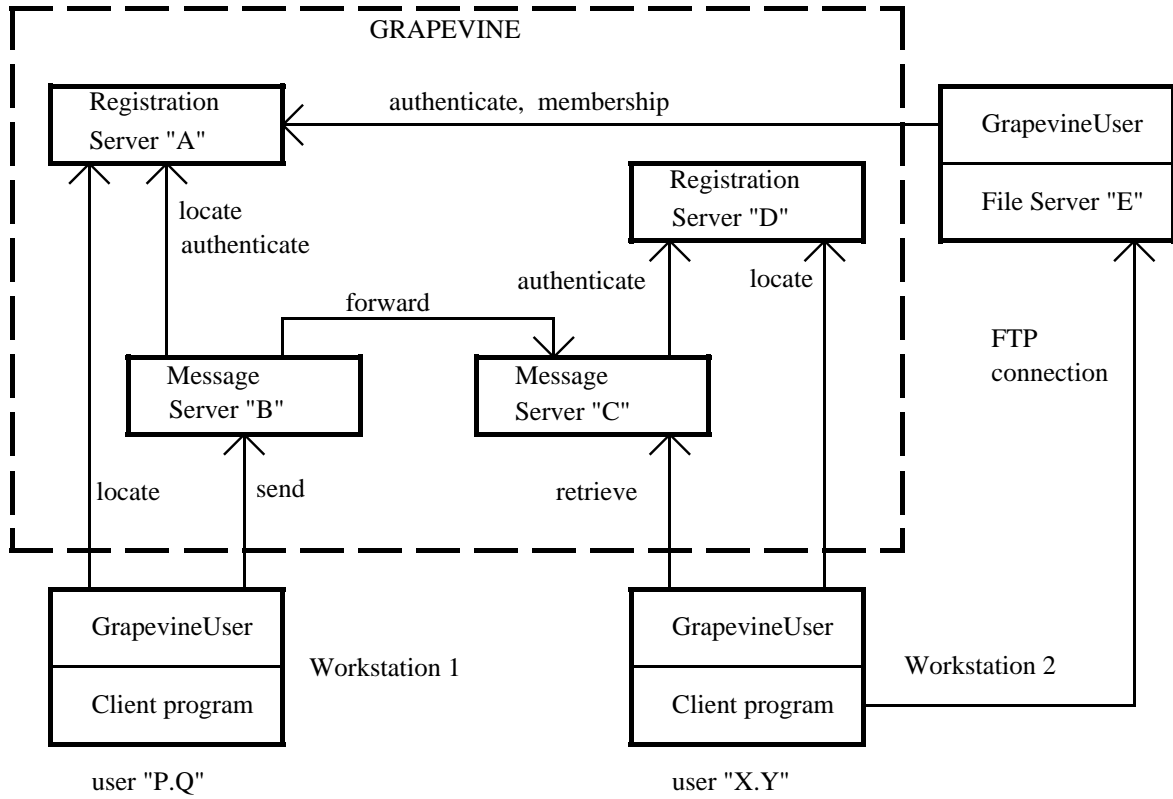 GRAPEVINE
Registration
Server "A"
authenticate, membership
GrapevineUser
File Server "E"
Registration
Server "D"
locate
authenticate
authenticate
locate
forward
FTP
connection
Message
Server "B"
Message
Server "C"
locate
send
retrieve
GrapevineUser
Client program
Workstation 1
GrapevineUser
Client program
Workstation 2
user "P.Q"
user "X.Y"